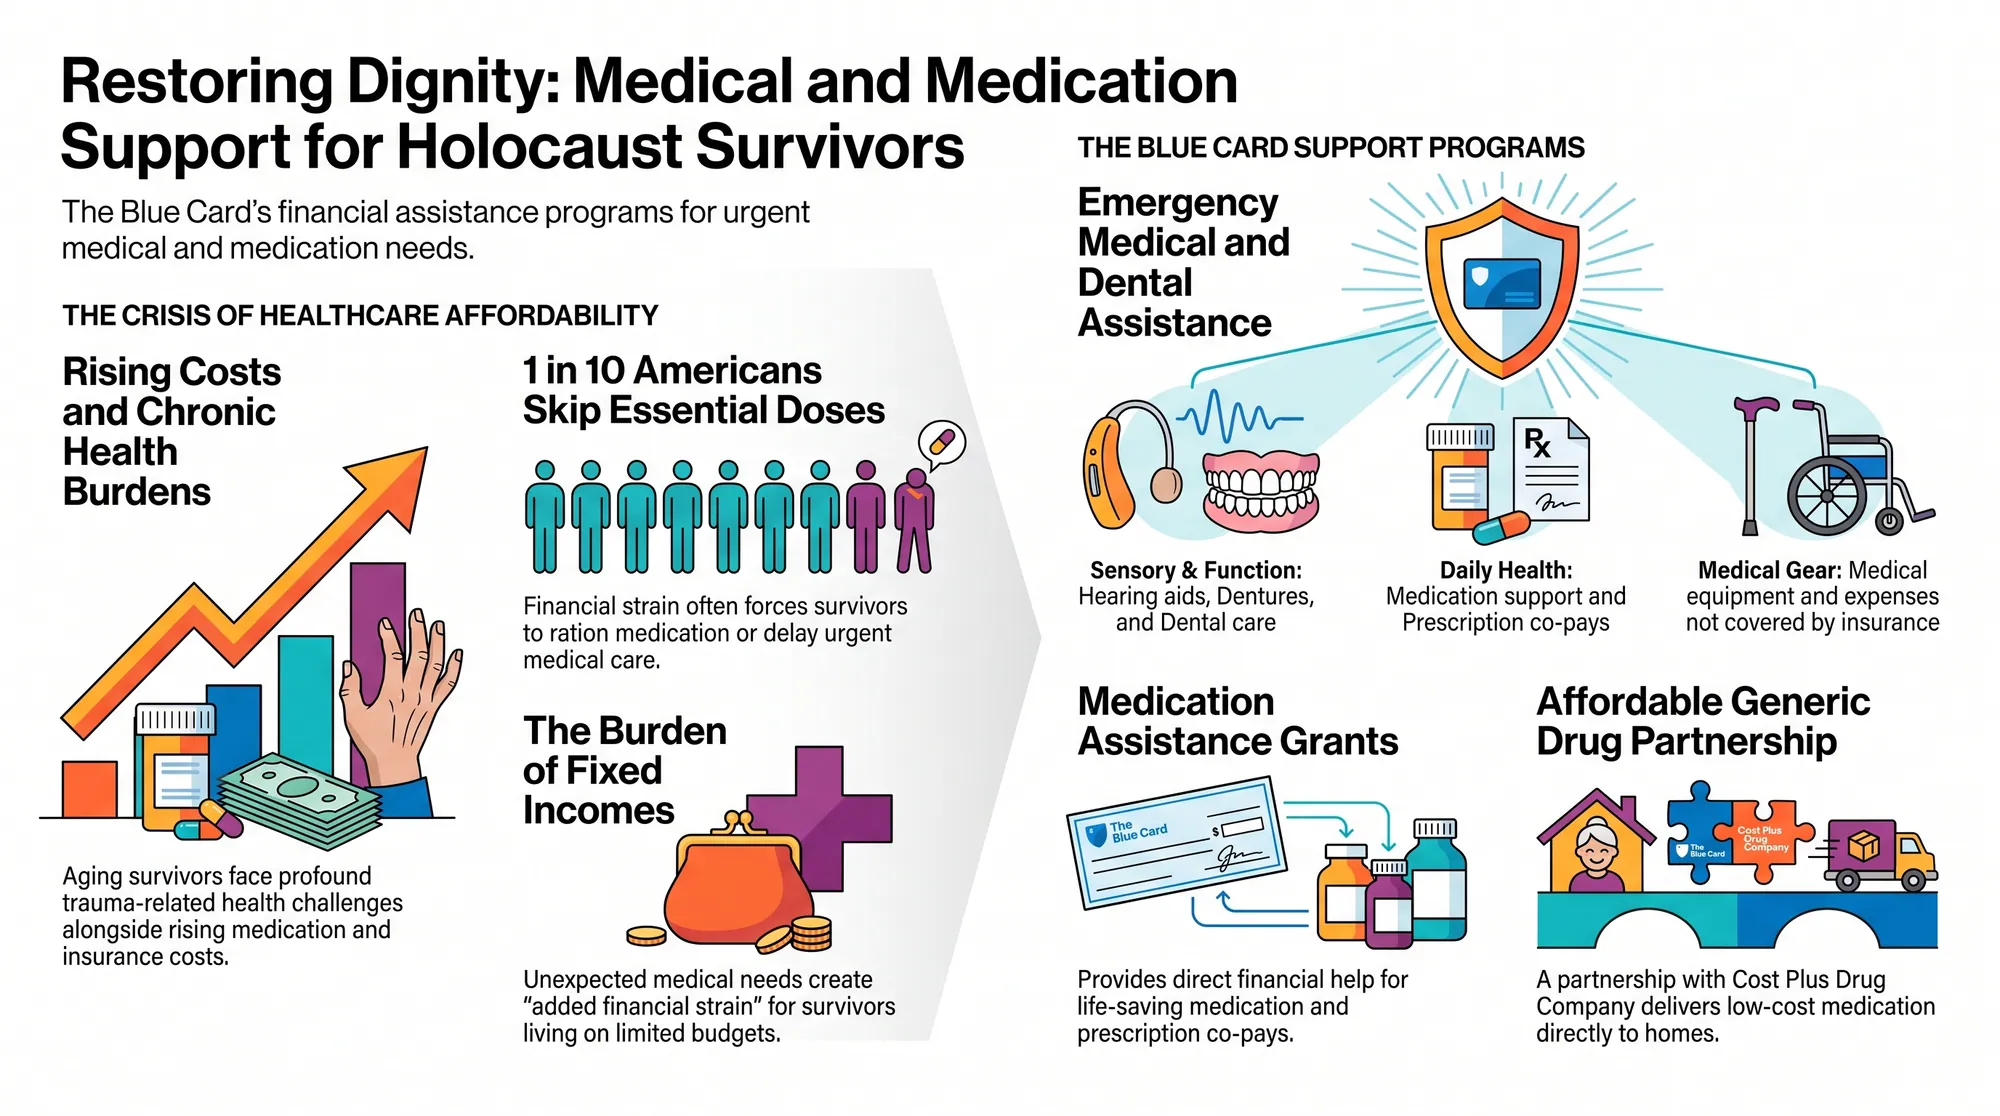 Restoring Dignity: Medical and Medication
Support for Holocaust Survivors
The Blue Card's financial assistance programs for urgent
medical and medication needs.
THE CRISIS OF HEALTHCARE AFFORDABILITY
Rising Costs
and Chronic
Health
Burdens
Aging survivors face profound
trauma-related health challenges
alongside rising medication and
insurance costs.
1 in 10 Americans
Skip Essential Doses
Financial strain often forces survivors
to ration medication or delay urgent
medical care.
The Burden
of Fixed
Incomes
Unexpected medical needs create
“added financial strain” for survivors
living on limited budgets.
THE BLUE CARD SUPPORT PROGRAMS
Emergency
Medical and
Dental
Assistance
Rx
Sensory & Function:
Hearing aids, Dentures,
and Dental care
Daily Health:
Medication support and
Prescription co-pays
Medical Gear: Medical
equipment and expenses
not covered by insurance
Medication
Assistance Grants
The
Blue Card
$
Provides direct financial help for
life-saving medication and
prescription co-pays.
Affordable Generic
Drug Partnership
The
Blue Card
Cost Plus
Drug
Company
A partnership with Cost Plus Drug
Company delivers low-cost medication
directly to homes.